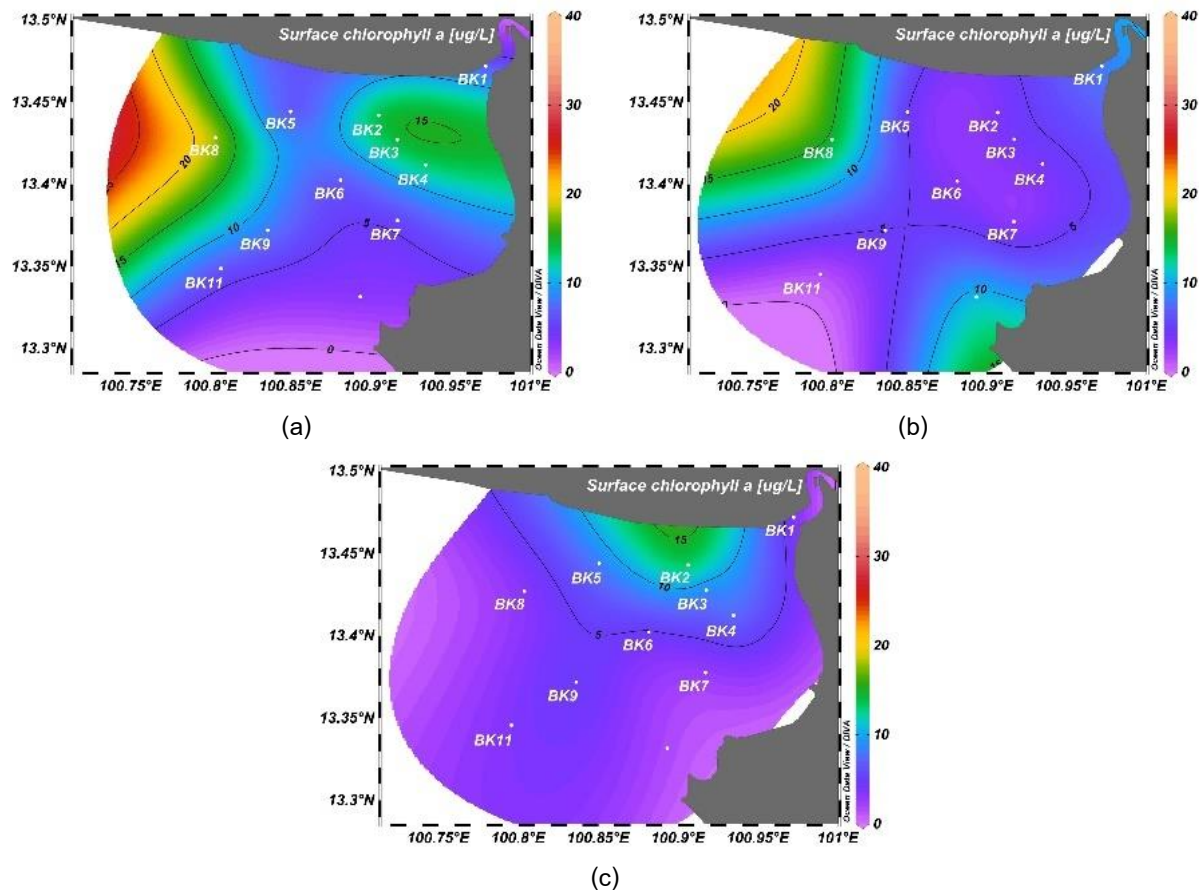 13.5°N
13.45°N
13.4°N
13.35°N
13.3°N
100.75°E 100.8°E 100.85°E 100.9°E 100.95°E 101°E
Surface chlorophyll a [ug/L]
BK1
BK5
BK2
BK3
BK8
BK4
BK6
BK7
BK9
BK11
15
20
10
5
15
0
40
30
20
10
0
Ocean Data View / DIVA
(a)
13.5°N
13.45°N
13.4°N
13.35°N
13.3°N
100.75°E 100.8°E 100.85°E 100.9°E 100.95°E 101°E
Surface chlorophyll a [ug/L]
BK1
BK5
BK2
BK3
BK8
BK4
BK6
BK7
BK9
BK11
20
15
10
5
5
10
40
30
20
10
0
Ocean Data View / DIVA
(b)
13.5°N
13.45°N
13.4°N
13.35°N
13.3°N
100.75°E 100.8°E 100.85°E 100.9°E 100.95°E 101°E
Surface chlorophyll a [ug/L]
BK1
BK5
BK2
BK8
BK3
BK4
BK6
BK7
BK9
BK11
15
10
5
40
30
20
10
0
Ocean Data View / DIVA
(c)